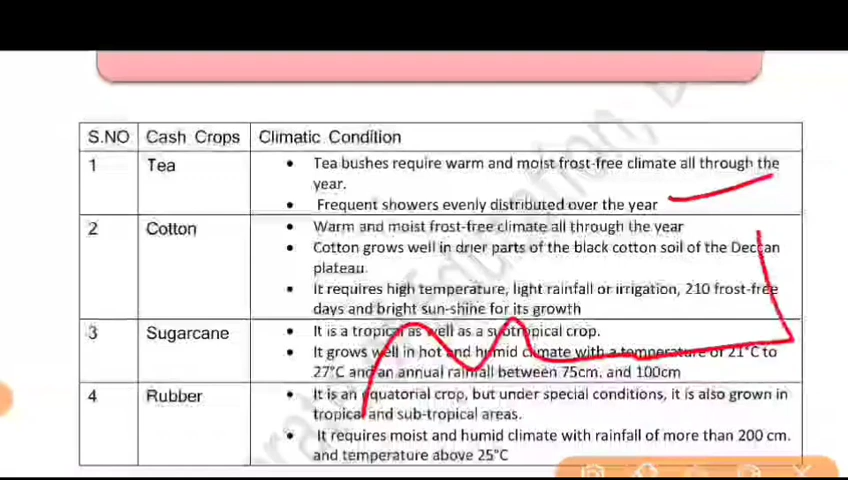 S.NO Cash Crops Climatic Condition
1 Tea • Tea bushes require warm and moist frost-free climate all through the
year.
• Frequent showers evenly distributed over the year
2 Cotton • Warm and moist frost-free climate all through the year
• Cotton grows well in drier parts of the black cotton soil of the Deccan
plateau.
• It requires high temperature, light rainfall or irrigation, 210 frost-free
days and bright sun-shine for its growth
3 Sugarcane • It is a tropical as well as a subtropical crop.
• It grows well in hot and humid climate with a temperature of 21°C to
27°C and an annual rainfall between 75cm. and 100cm
4 Rubber • It is an equatorial crop, but under special conditions, it is also grown in
tropical and sub-tropical areas.
• It requires moist and humid climate with rainfall of more than 200 cm.
and temperature above 25°C